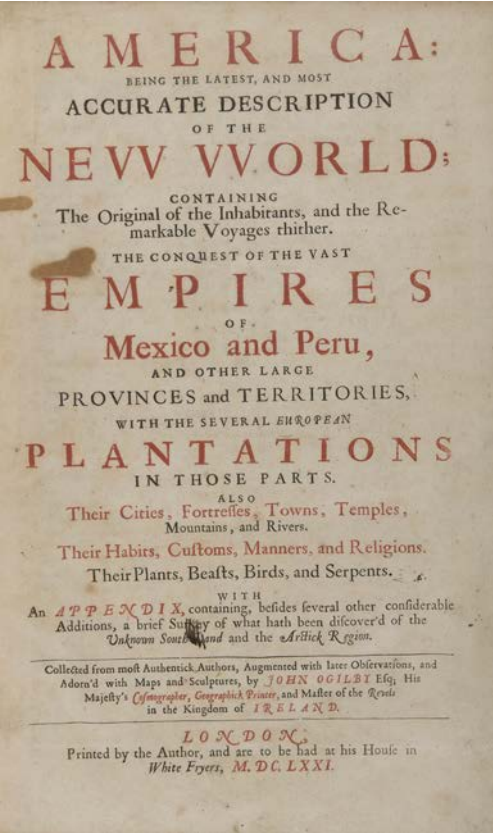 AMERICA:
BEING THE LATEST, AND MOST
ACCURATE DESCRIPTION
OF THE
NEVV VVORLD;
CONTAINING
The Original of the Inhabitants, and the Re-
markable Voyages thither.
THE CONQUEST OF THE VAST
EMPIRES
OF
Mexico and Peru,
AND OTHER LARGE
PROVINCES and TERRITORIES,
WITH THE SEVERAL EUROPEAN
PLANTATIONS
IN THOSE PARTS.
ALSO
Their Cities, Fortreſſes, Towns, Temples,
Mountains, and Rivers.
Their Habits, Cuſtoms, Manners, and Religions.
Their Plants, Beaſts, Birds, and Serpents.
WITH
An APPENDIX, containing, beſides ſeveral other conſiderable
Additions, a brief Survey of what hath been diſcover'd of the
Unknown South-Land and the Arctick Region.
Collected from moſt Authentick Authors, Augmented with later Obſervations, and
Adorn'd with Maps and Sculptures, by JOHN OGILBY Eſq; His
Majeſty's Coſmographer, Geographick Printer, and Maſter of the Revels
in the Kingdom of IRELAND.
LONDON,
Printed by the Author, and are to be had at his Houſe in
White Fryers, M. DC. LXXI.